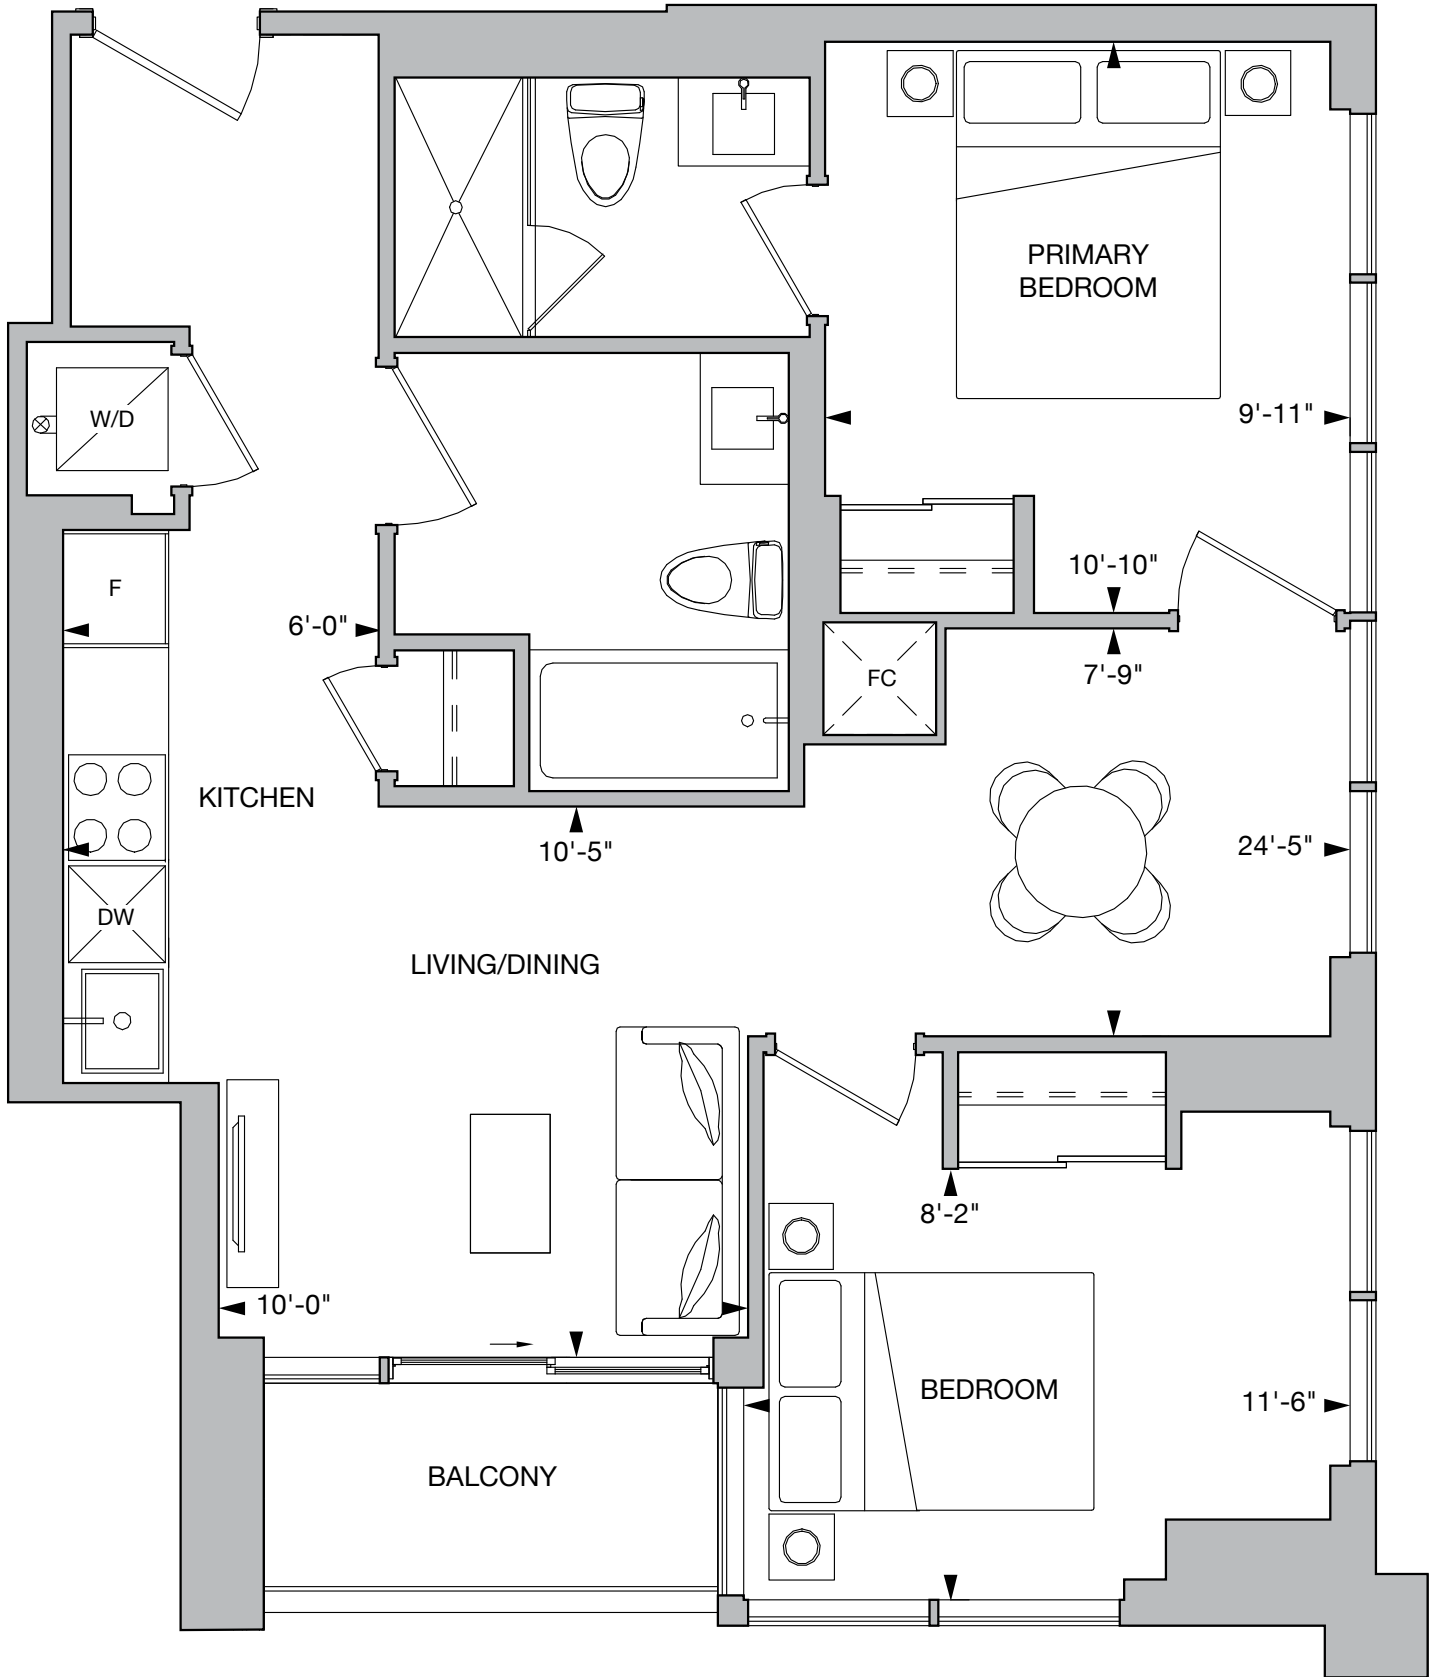 PRIMARY
BEDROOM
W/D
9'-11"
10'-10"
F
6'-0"
7'-9"
FC
KITCHEN
10'-5"
24'-5"
DW
LIVING/DINING
8'-2"
10'-0"
BEDROOM
11'-6"
BALCONY